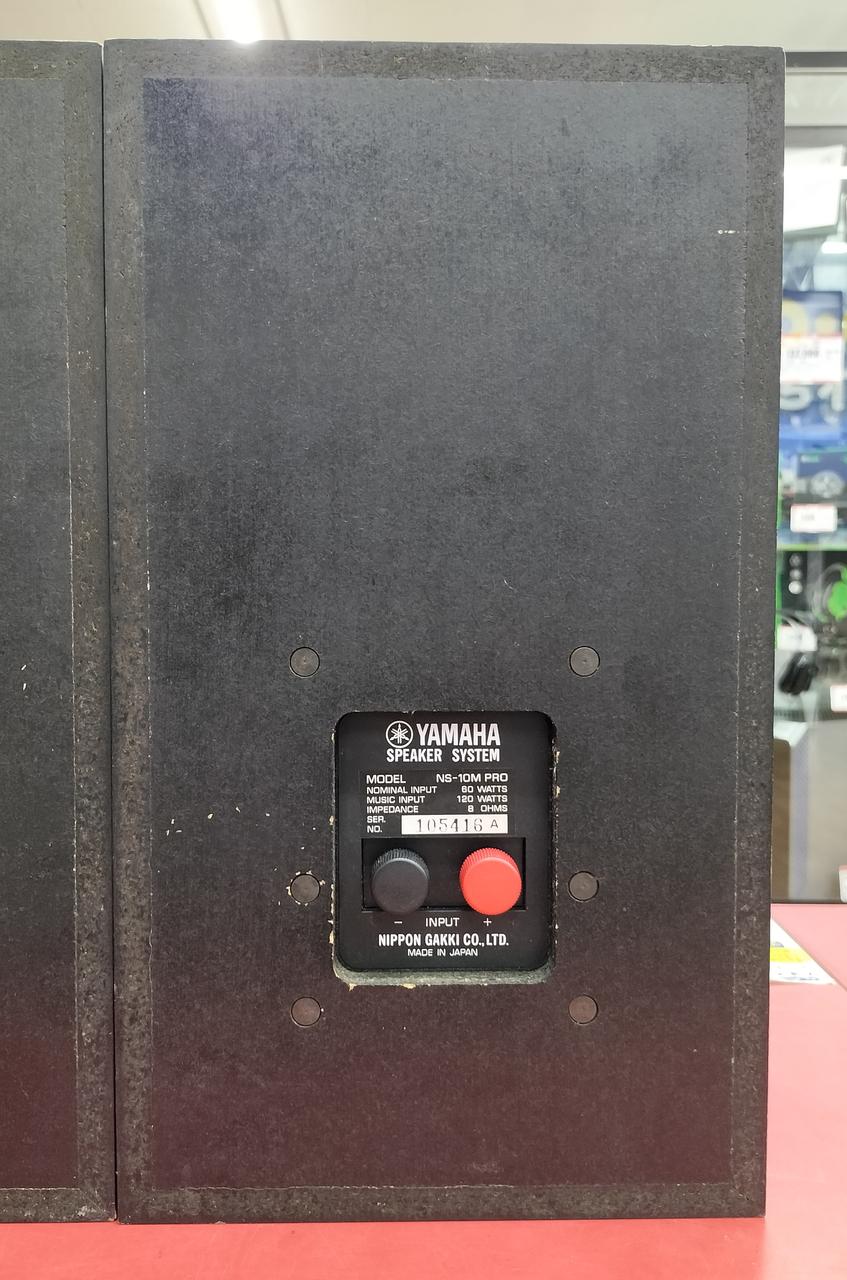 YAMAHA
SPEAKER SYSTEM
MODEL NS-10M PRO
NOMINAL INPUT 60 WATTS
MUSIC INPUT 120 WATTS
IMPEDANCE 8 OHMS
SER.
NO. 105416 A
− INPUT +
NIPPON GAKKI CO., LTD.
MADE IN JAPAN